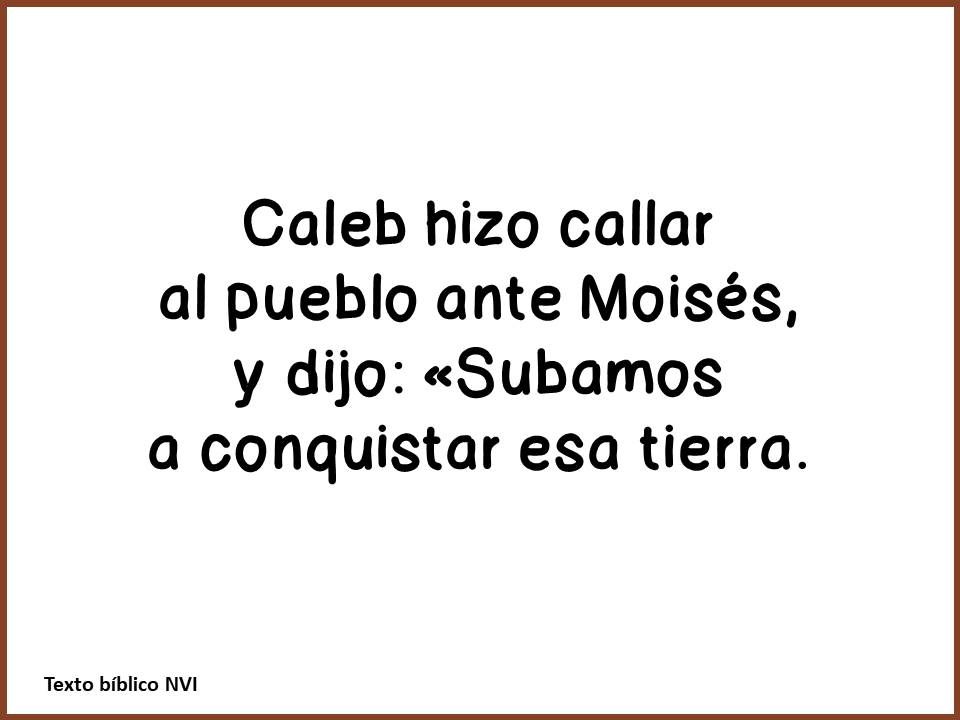 Caleb hizo callar
al pueblo ante Moisés,
y dijo: «Subamos
a conquistar esa tierra.
Texto bíblico NVI